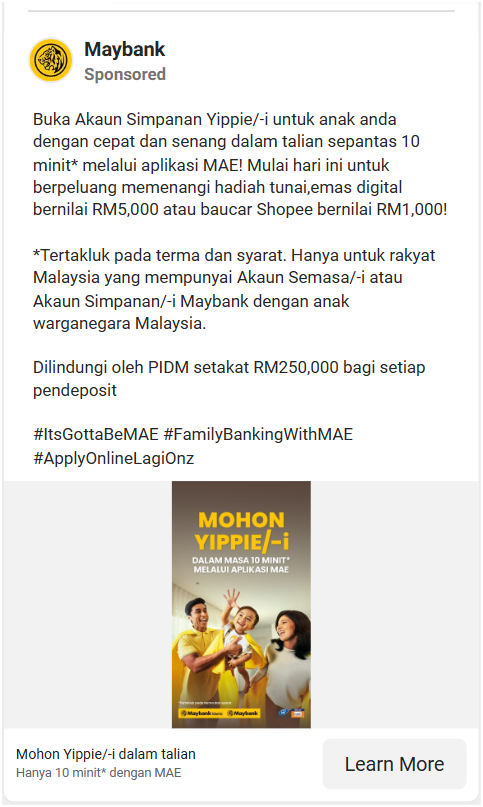 Maybank
Sponsored
Buka Akaun Simpanan Yippie/-i untuk anak anda
dengan cepat dan senang dalam talian sepantas 10
minit* melalui aplikasi MAE! Mulai hari ini untuk
berpeluang memenangi hadiah tunai,emas digital
bernilai RM5,000 atau baucar Shopee bernilai RM1,000!
*Tertakluk pada terma dan syarat. Hanya untuk rakyat
Malaysia yang mempunyai Akaun Semasa/-i atau
Akaun Simpanan/-i Maybank dengan anak
warganegara Malaysia.
Dilindungi oleh PIDM setakat RM250,000 bagi setiap
pendeposit
#ItsGottaBeMAE #FamilyBankingWithMAE
#ApplyOnlineLagiOnz
MOHON
YIPPIE/-i
DALAM MASA 10 MINIT*
MELALUI APLIKASI MAE
Maybank Islamic Maybank
Mohon Yippie/-i dalam talian
Hanya 10 minit* dengan MAE
Learn More